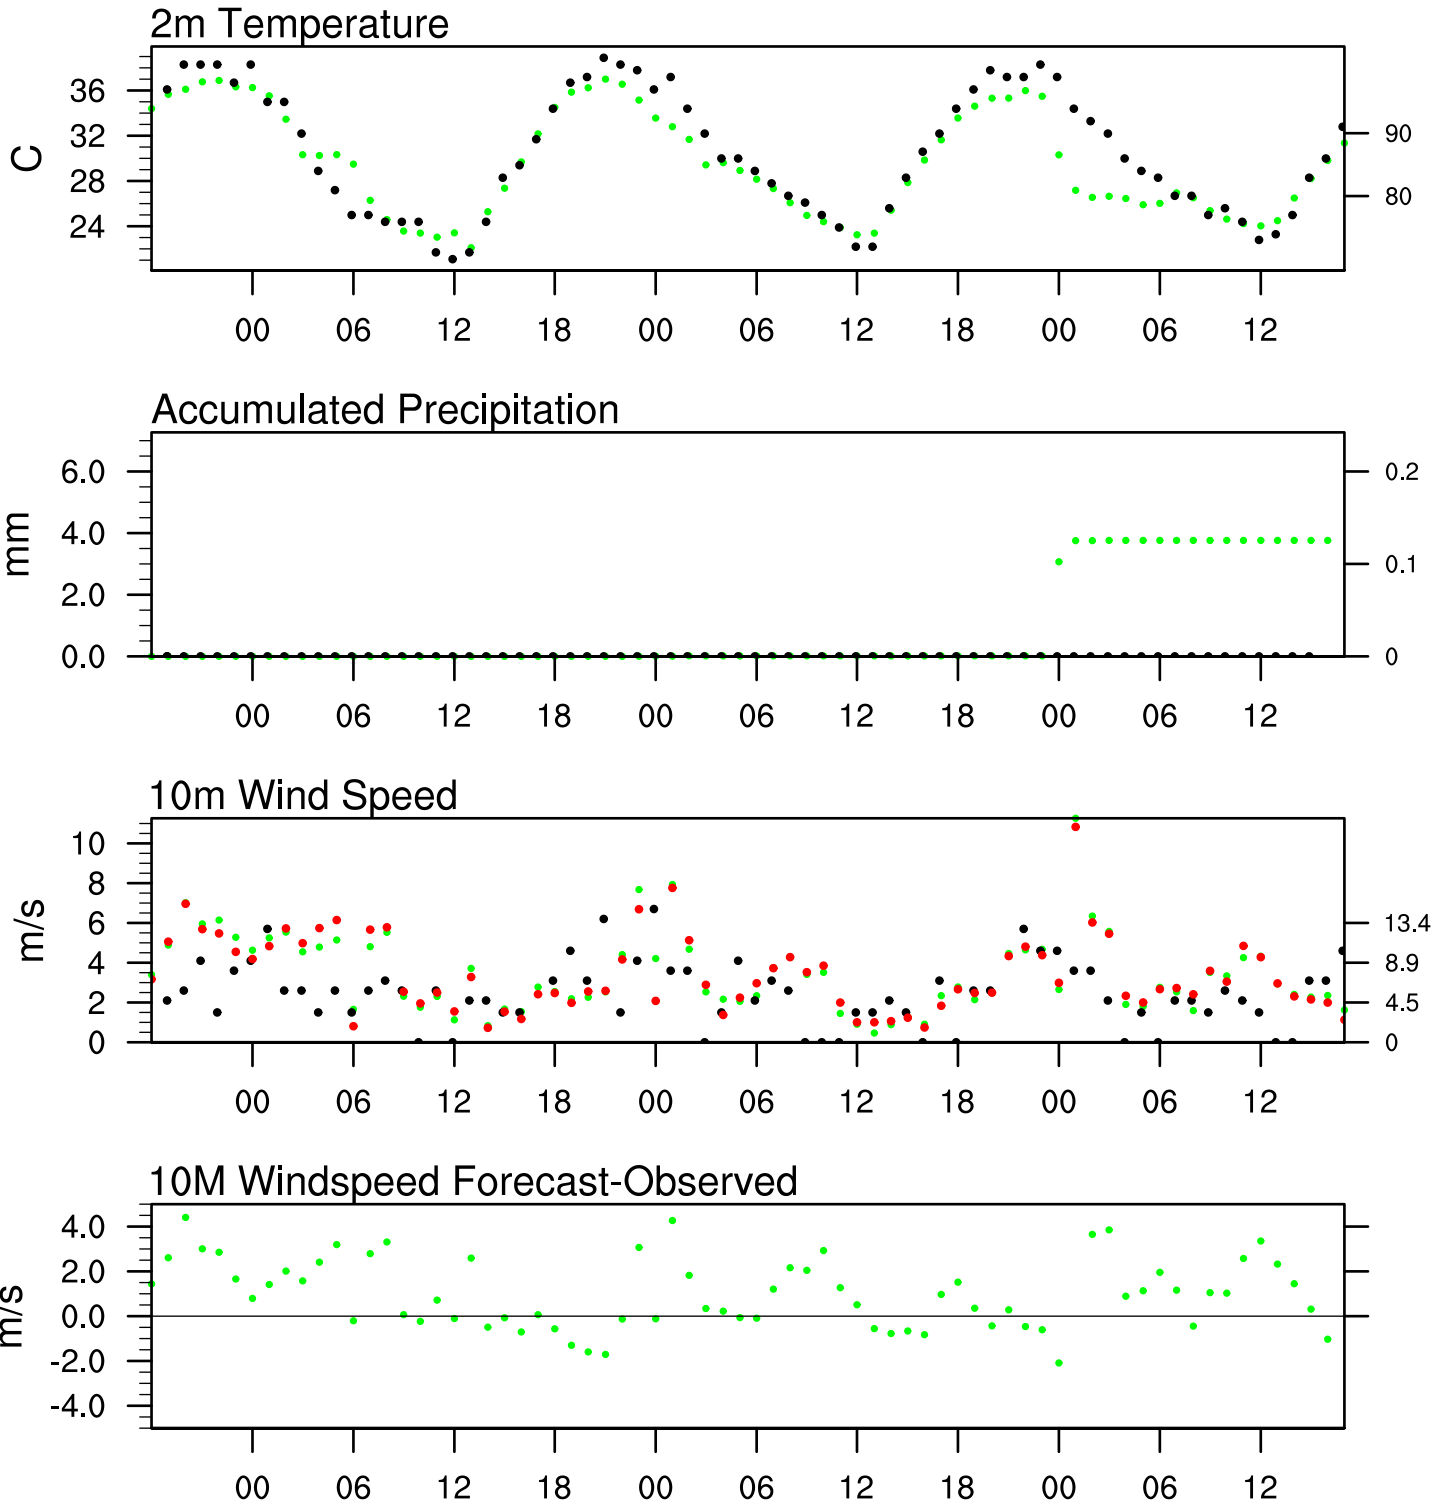 2m Temperature
36
32
28
24
C
90
80
00 06 12 18 00 06 12 18 00 06 12
Accumulated Precipitation
6.0
4.0
2.0
0.0
mm
0.2
0.1
0
00 06 12 18 00 06 12 18 00 06 12
10m Wind Speed
10
8
6
4
2
0
m/s
13.4
8.9
4.5
0
00 06 12 18 00 06 12 18 00 06 12
10M Windspeed Forecast-Observed
4.0
2.0
0.0
-2.0
-4.0
m/s
00 06 12 18 00 06 12 18 00 06 12